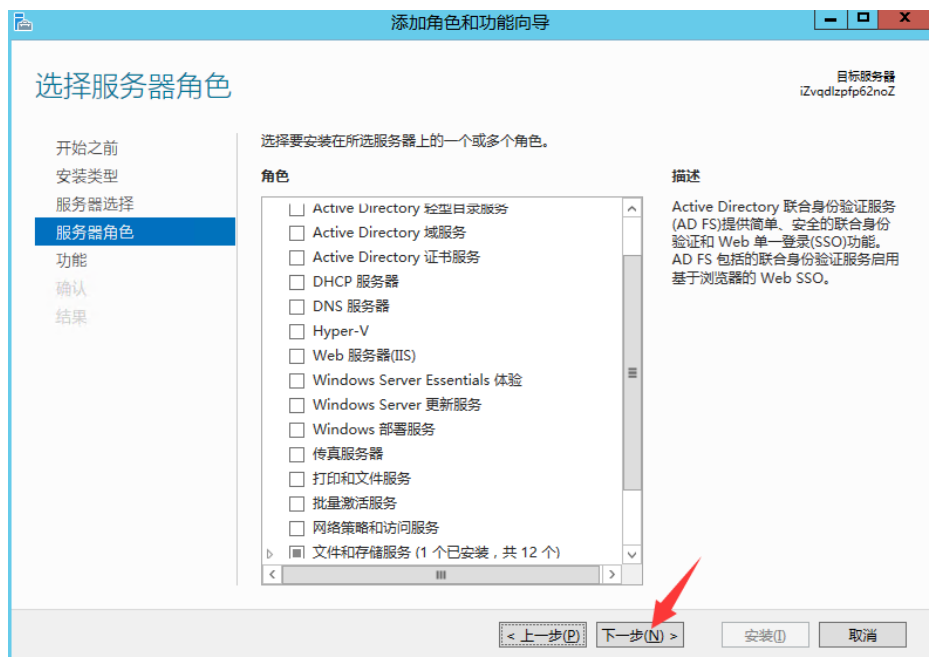 添加角色和功能向导
选择服务器角色
目标服务器
iZvqdlzpfp62noZ
开始之前
安装类型
服务器选择
服务器角色
功能
确认
结果
选择要安装在所选服务器上的一个或多个角色。
角色
Active Directory 轻型目录服务
Active Directory 域服务
Active Directory 证书服务
DHCP 服务器
DNS 服务器
Hyper-V
Web 服务器(IIS)
Windows Server Essentials 体验
Windows Server 更新服务
Windows 部署服务
传真服务器
打印和文件服务
批量激活服务
网络策略和访问服务
文件和存储服务 (1 个已安装，共 12 个)
描述
Active Directory 联合身份验证服务
(AD FS)提供简单、安全的联合身份
验证和 Web 单一登录(SSO)功能。
AD FS 包括的联合身份验证服务启用
基于浏览器的 Web SSO。
< 上一步(P)
下一步(N) >
安装(I)
取消